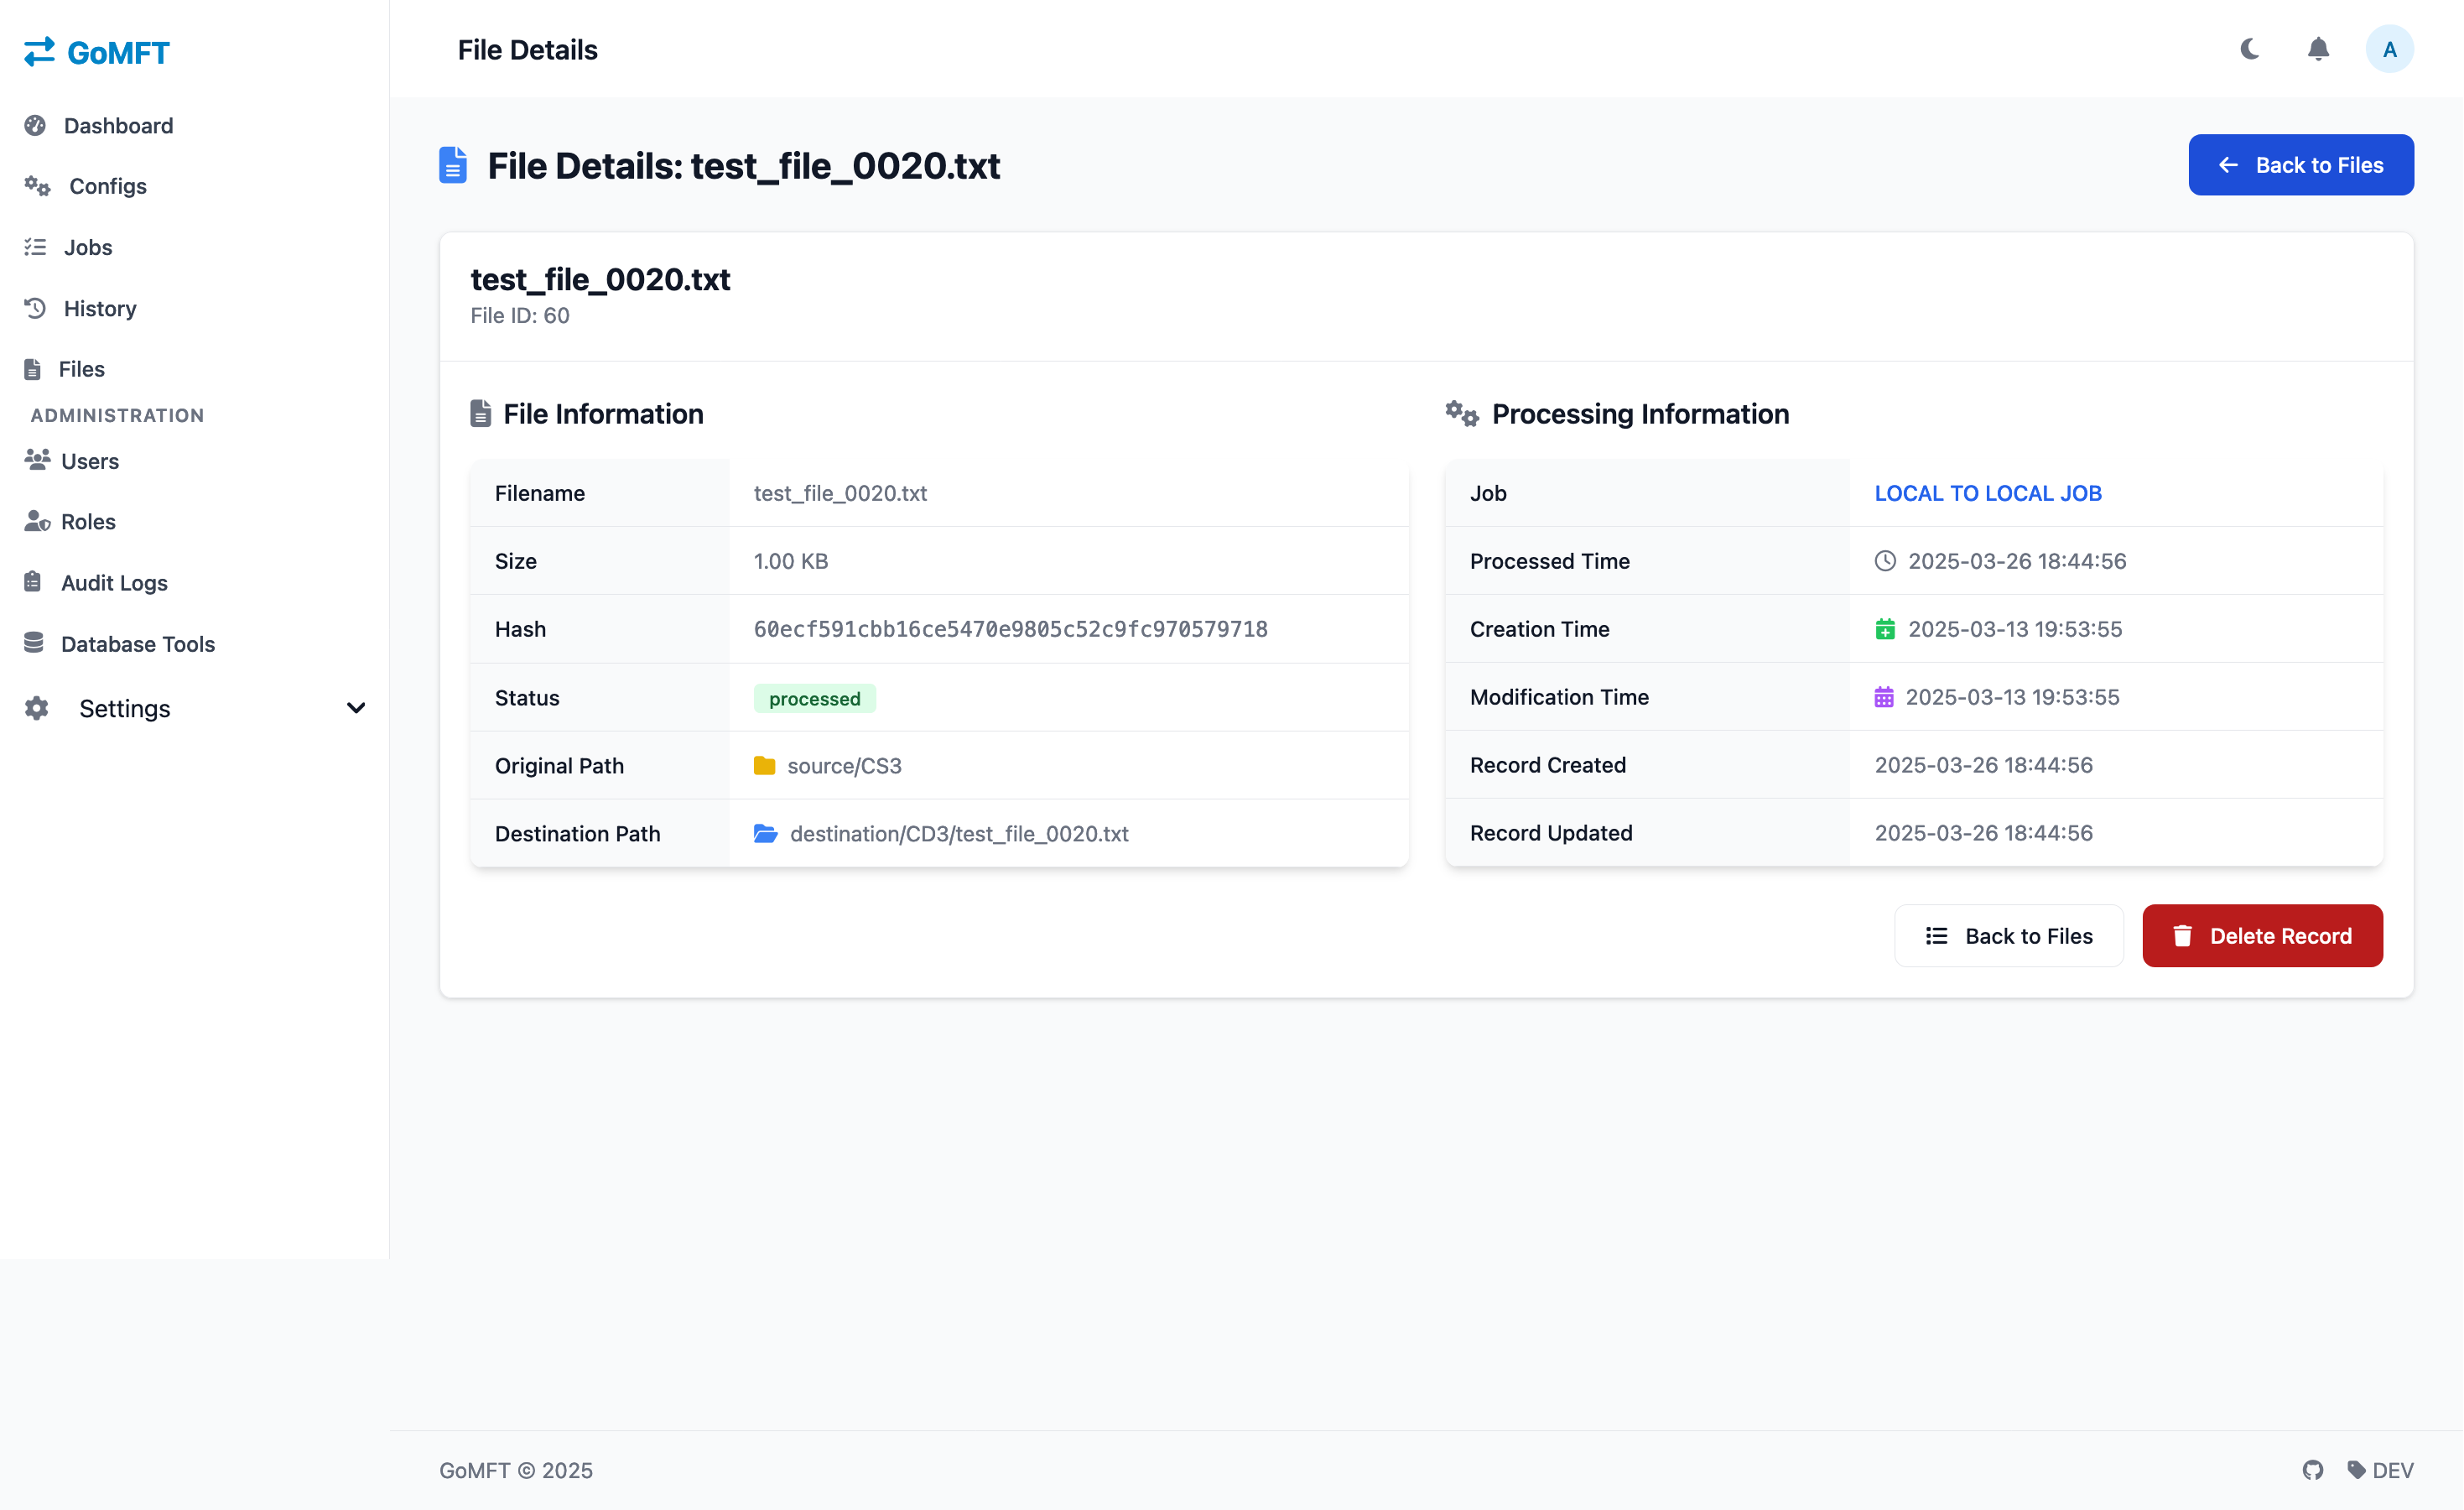 GoMFT
File Details
A
Dashboard
Configs
Jobs
History
Files
ADMINISTRATION
Users
Roles
Audit Logs
Database Tools
Settings
File Details: test_file_0020.txt
Back to Files
test_file_0020.txt
File ID: 60
File Information
Filename test_file_0020.txt
Size 1.00 KB
Hash 60ecf591cbb16ce5470e9805c52c9fc970579718
Status processed
Original Path source/CS3
Destination Path destination/CD3/test_file_0020.txt
Processing Information
Job LOCAL TO LOCAL JOB
Processed Time 2025-03-26 18:44:56
Creation Time 2025-03-13 19:53:55
Modification Time 2025-03-13 19:53:55
Record Created 2025-03-26 18:44:56
Record Updated 2025-03-26 18:44:56
Back to Files
Delete Record
GoMFT © 2025
DEV